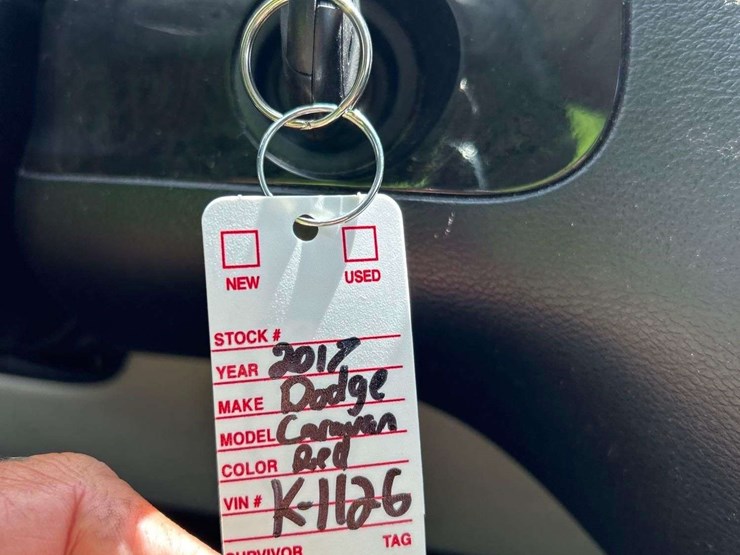 NEW USED
STOCK #
YEAR 2017
MAKE Dodge
MODEL Caravan
COLOR Red
VIN # K-1126
SURVIVOR TAG